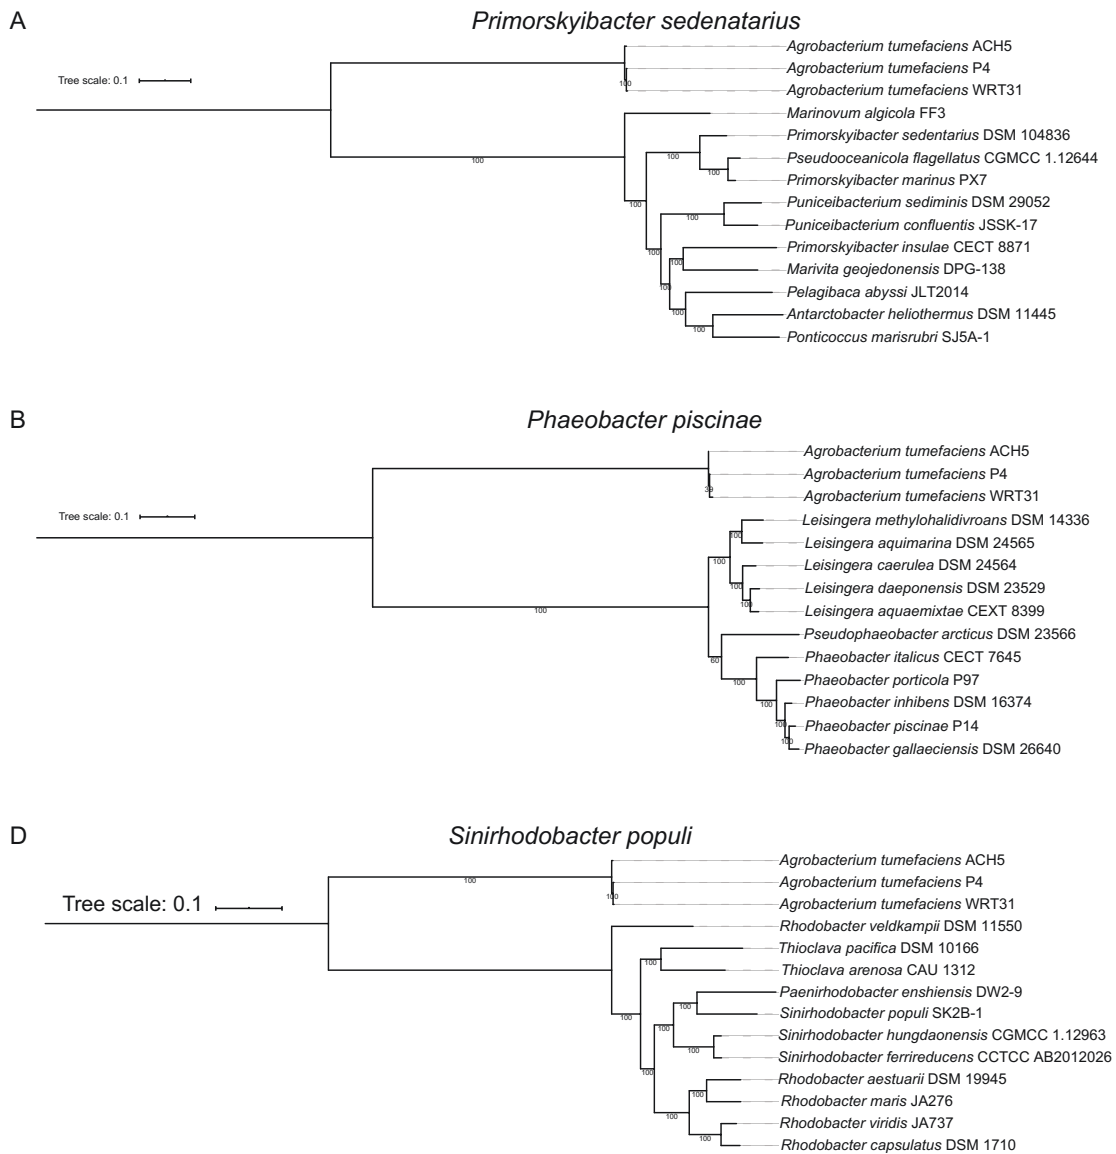 A
Primorskyibacter sedenatarius
Tree scale: 0.1
Agrobacterium tumefaciens ACH5
Agrobacterium tumefaciens P4
100
Agrobacterium tumefaciens WRT31
Marinovum algicola FF3
Primorskyibacter sedentarius DSM 104836
100
100
Pseudooceanicola flagellatus CGMCC 1.12644
100
Primorskyibacter marinus PX7
Puniceibacterium sediminis DSM 29052
100
100
Puniceibacterium confluentis JSSK-17
Primorskyibacter insulae CECT 8871
100
100
Marivita geojedonensis DPG-138
100
Pelagibaca abyssi JLT2014
100
Antarctobacter heliothermus DSM 11445
100
Ponticoccus marisrubri SJ5A-1
B
Phaeobacter piscinae
Agrobacterium tumefaciens ACH5
Agrobacterium tumefaciens P4
39
Agrobacterium tumefaciens WRT31
Tree scale: 0.1
Leisingera methylohalidivroans DSM 14336
100
Leisingera aquimarina DSM 24565
100
Leisingera caerulea DSM 24564
100
Leisingera daeponensis DSM 23529
100
100
Leisingera aquaemixtae CEXT 8399
Pseudophaeobacter arcticus DSM 23566
60
Phaeobacter italicus CECT 7645
100
Phaeobacter porticola P97
100
Phaeobacter inhibens DSM 16374
100
Phaeobacter piscinae P14
100
Phaeobacter gallaeciensis DSM 26640
D
Sinirhodobacter populi
Agrobacterium tumefaciens ACH5
100
Agrobacterium tumefaciens P4
100
Tree scale: 0.1
Agrobacterium tumefaciens WRT31
Rhodobacter veldkampii DSM 11550
Thioclava pacifica DSM 10166
100
Thioclava arenosa CAU 1312
Paenirhodobacter enshiensis DW2-9
100
Sinirhodobacter populi SK2B-1
100
Sinirhodobacter hungdaonensis CGMCC 1.12963
100
Sinirhodobacter ferrireducens CCTCC AB2012026
100
Rhodobacter aestuarii DSM 19945
100
Rhodobacter maris JA276
100
Rhodobacter viridis JA737
100
Rhodobacter capsulatus DSM 1710